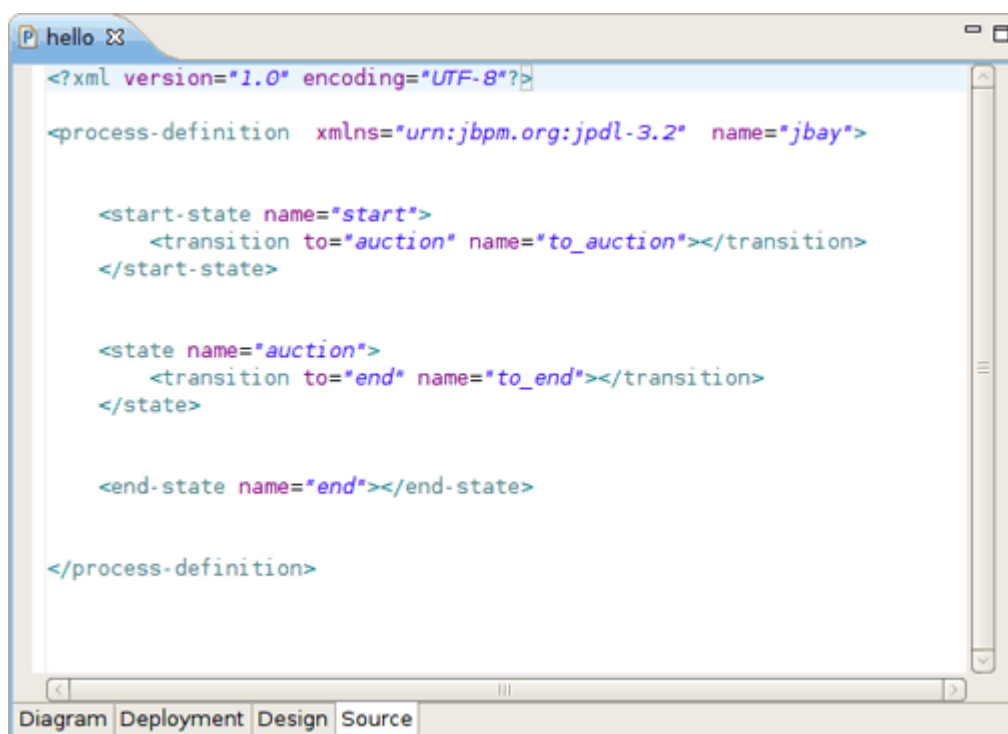 hello
<?xml version="1.0" encoding="UTF-8"?>
<process-definition  xmlns="urn:jbpm.org:jpdl-3.2"  name="jbay">
<start-state name="start">
<transition to="auction" name="to_auction"></transition>
</start-state>
<state name="auction">
<transition to="end" name="to_end"></transition>
</state>
<end-state name="end"></end-state>
</process-definition>
Diagram Deployment Design Source